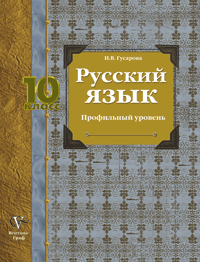 И.В. Гусарова
10
класс
Русский
язык
Профильный уровень
Вентана
Граф